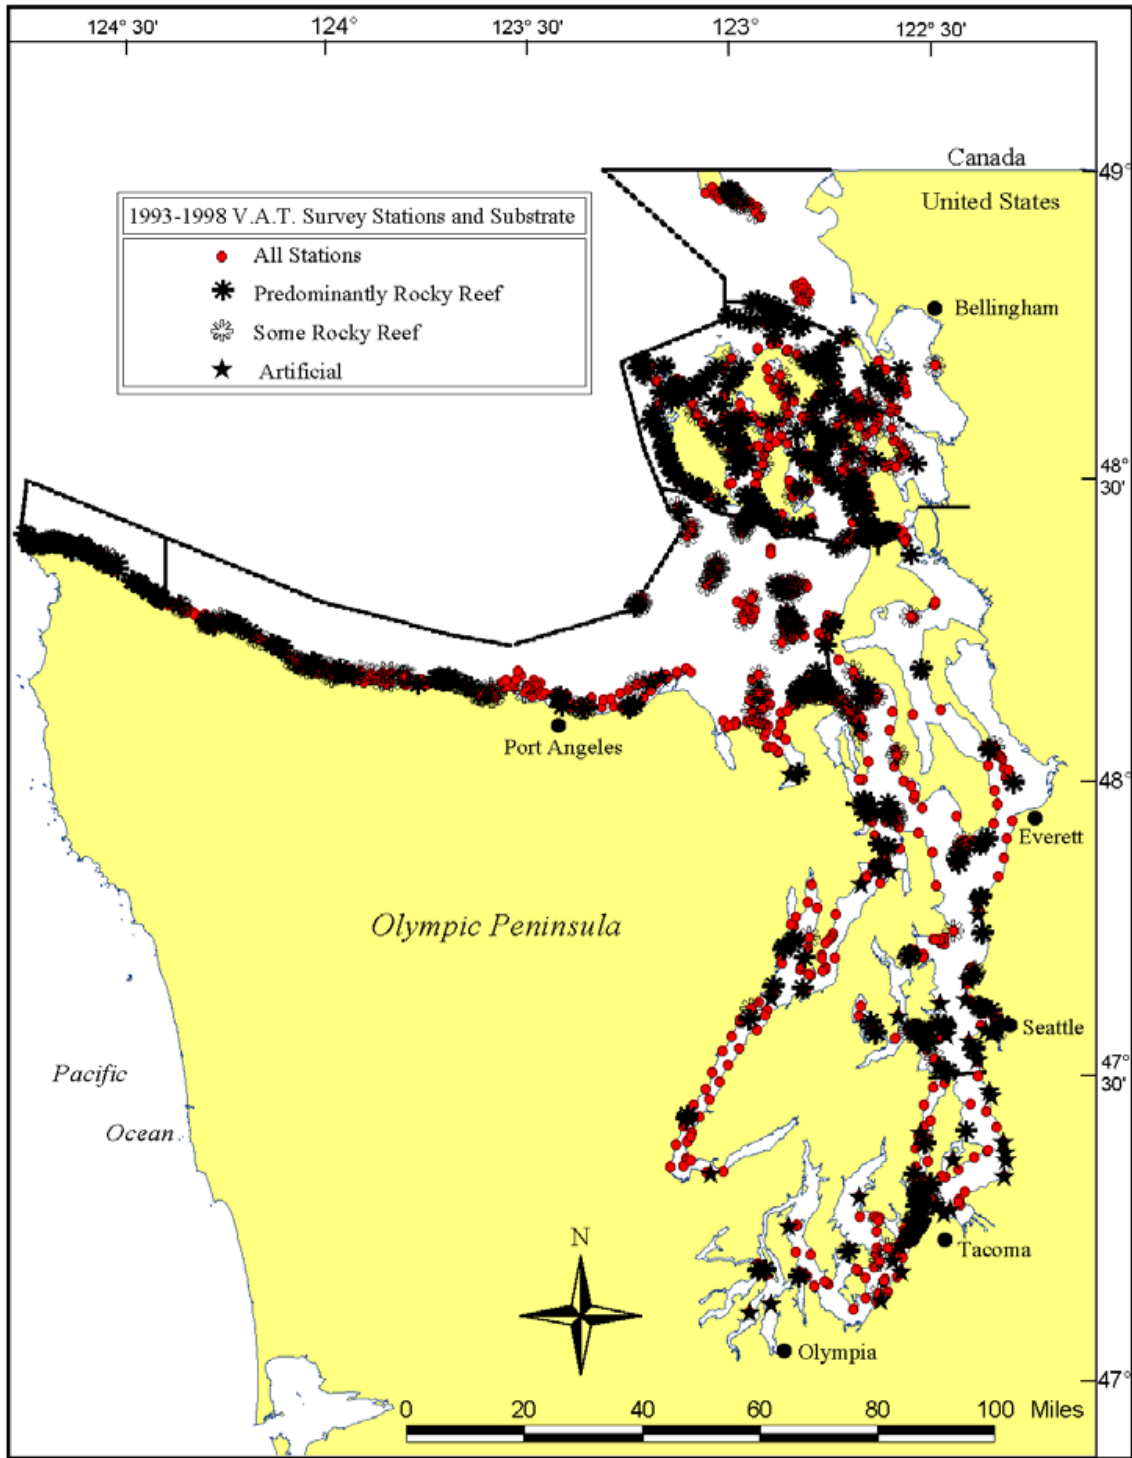 124° 30'
124°
123° 30'
123°
122° 30'
Canada
49°
United States
1993-1998 V.A.T. Survey Stations and Substrate
All Stations
Predominantly Rocky Reef
Some Rocky Reef
Artificial
Bellingham
48°
30'
Port Angeles
48°
Everett
Olympic Peninsula
Seattle
Pacific
Ocean
47°
30'
Tacoma
N
Olympia
47°
0 20 40 60 80 100 Miles